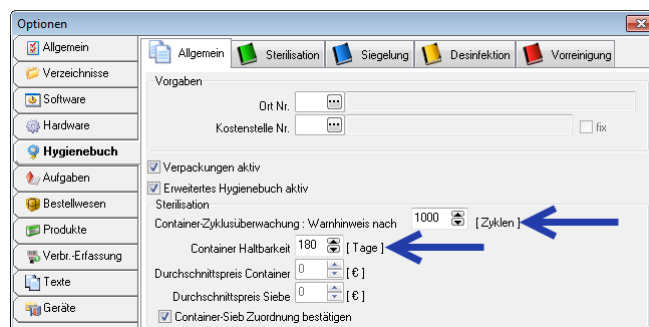 Optionen
Allgemein
Verzeichnisse
Software
Hardware
Hygienebuch
Aufgaben
Bestellwesen
Produkte
Verbr.-Erfassung
Texte
Geräte
Allgemein Sterilisation Siegelung Desinfektion Vorreinigung
Vorgaben
Ort Nr.
Kostenstelle Nr. fix
Verpackungen aktiv
Erweitertes Hygienebuch aktiv
Sterilisation
Container-Zyklusüberwachung : Warnhinweis nach 1000 [ Zyklen ]
Container Haltbarkeit 180 [ Tage ]
Durchschnittspreis Container 0 [ € ]
Durchschnittspreis Siebe 0 [ € ]
Container-Sieb Zuordnung bestätigen